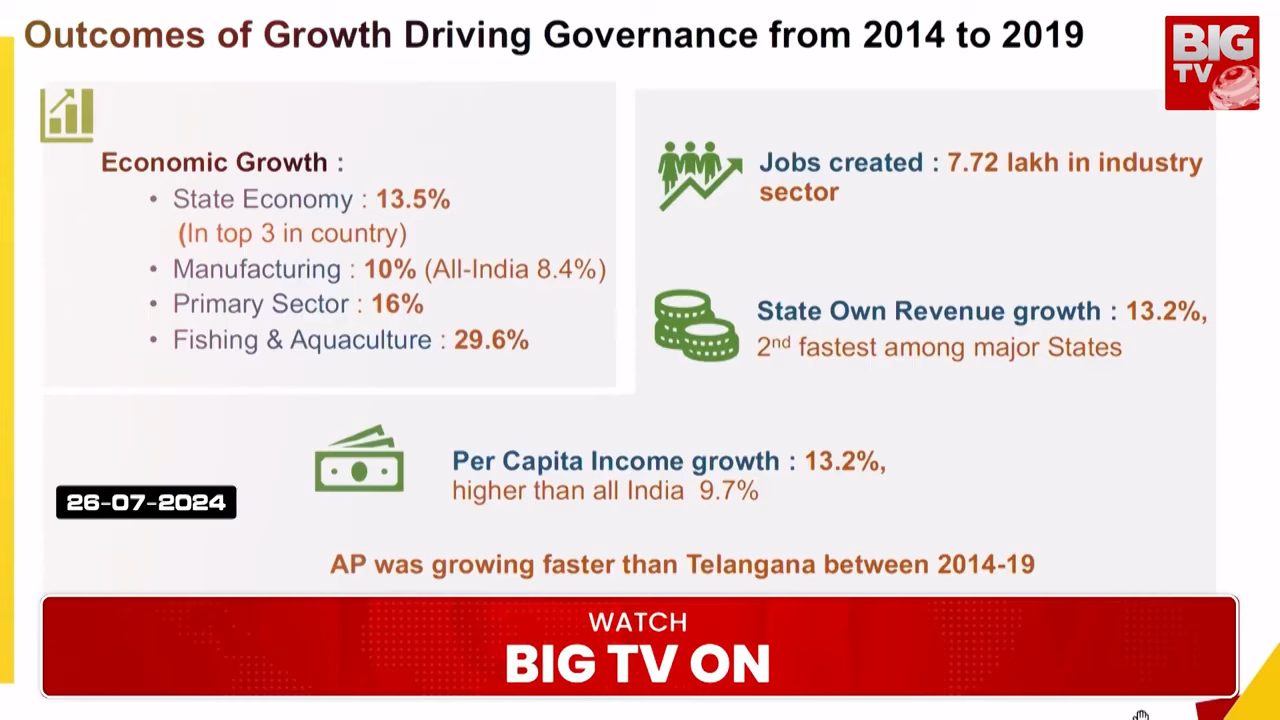 Outcomes of Growth Driving Governance from 2014 to 2019
BIG
TV
Economic Growth :
• State Economy : 13.5%
(In top 3 in country)
• Manufacturing : 10% (All-India 8.4%)
• Primary Sector : 16%
• Fishing & Aquaculture : 29.6%
Jobs created : 7.72 lakh in industry
sector
State Own Revenue growth : 13.2%,
2nd fastest among major States
Per Capita Income growth : 13.2%,
higher than all India 9.7%
26-07-2024
AP was growing faster than Telangana between 2014-19
WATCH
BIG TV ON